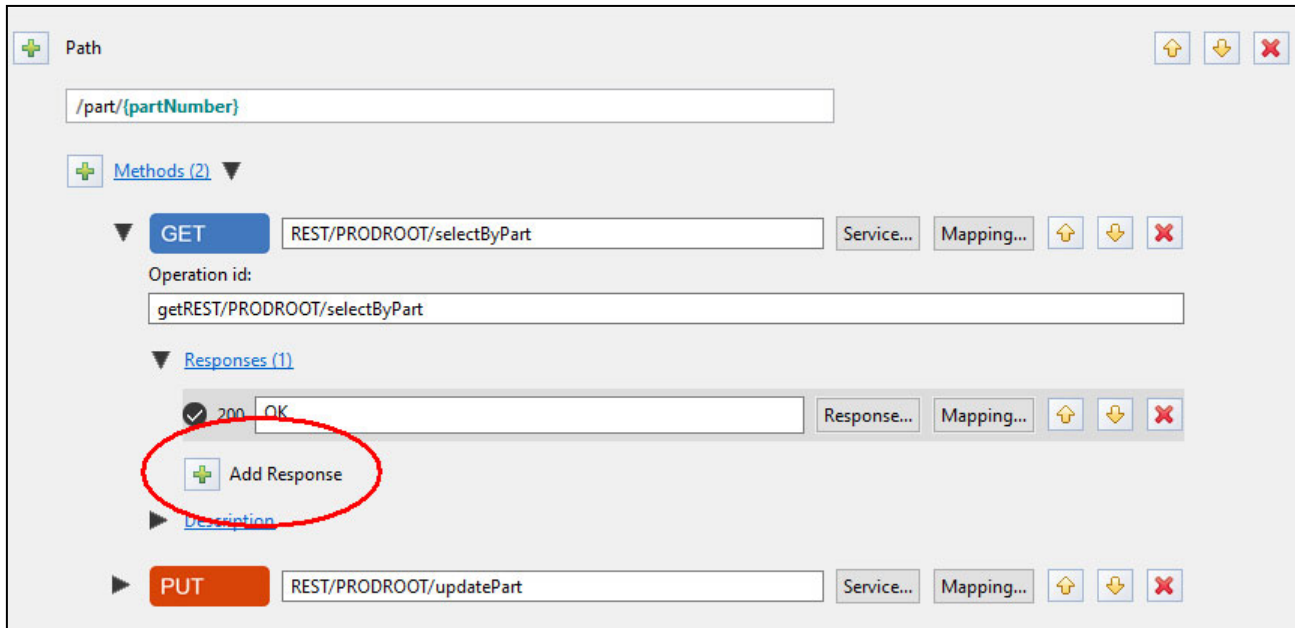 Path
/part/{partNumber}
Methods (2)
GET REST/PRODROOT/selectByPart Service... Mapping...
Operation id:
getREST/PRODROOT/selectByPart
Responses (1)
200 OK Response... Mapping...
Add Response
Description
PUT REST/PRODROOT/updatePart Service... Mapping...